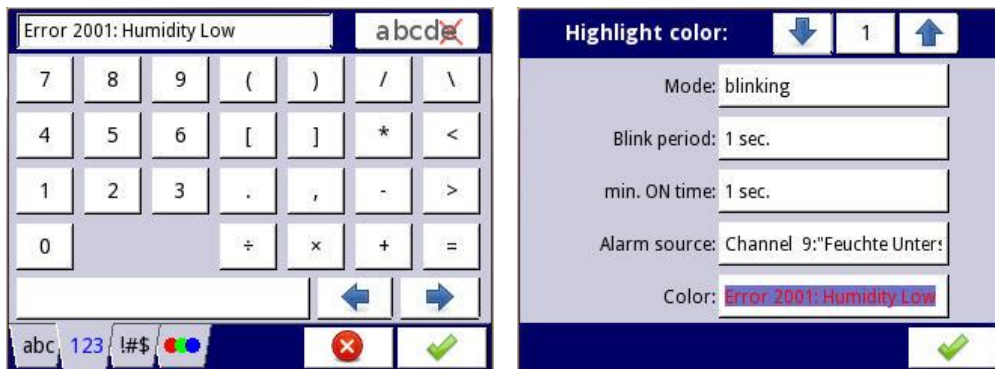 Error 2001: Humidity Low
abcde
7 8 9 ( ) / \
4 5 6 [ ] * <
1 2 3 . , - >
0 ÷ × + =
abc 123 !#$
Highlight color: 1
Mode: blinking
Blink period: 1 sec.
min. ON time: 1 sec.
Alarm source: Channel 9:"Feuchte Unters
Color: Error 2001: Humidity Low